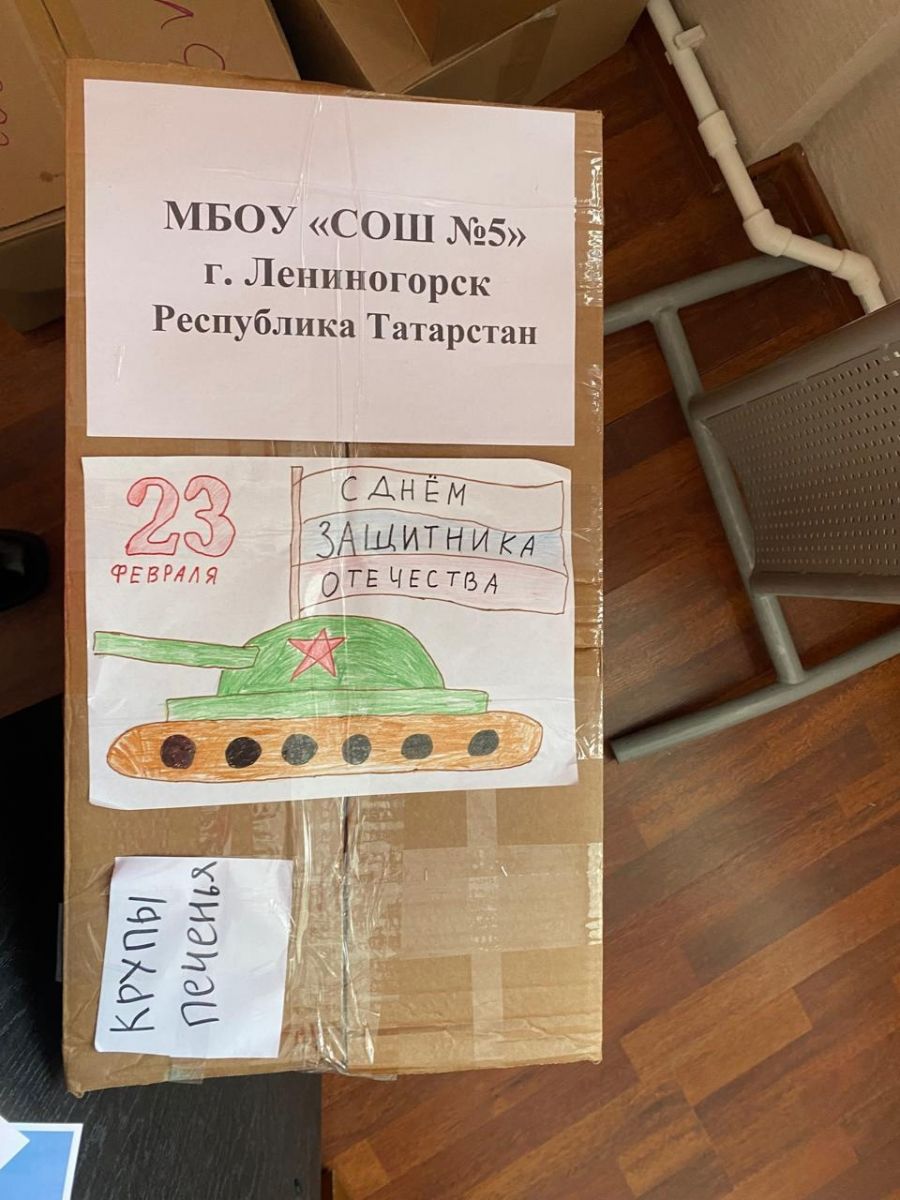 МБОУ «СОШ №5»
г. Лениногорск
Республика Татарстан
23
ФЕВРАЛЯ
С ДНЁМ
ЗАЩИТНИКА
ОТЕЧЕСТВА
КРУПЫ
печенья